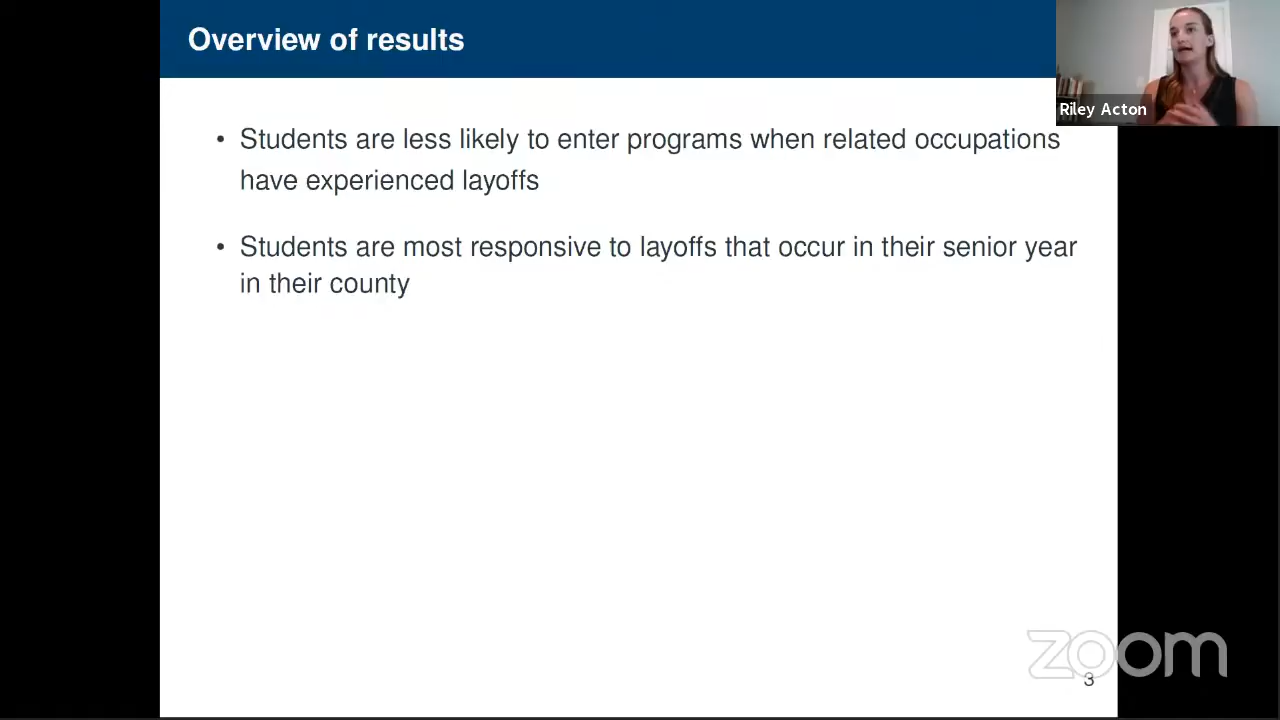 Overview of results
Riley Acton
• Students are less likely to enter programs when related occupations
have experienced layoffs
• Students are most responsive to layoffs that occur in their senior year
in their county
zoom
3